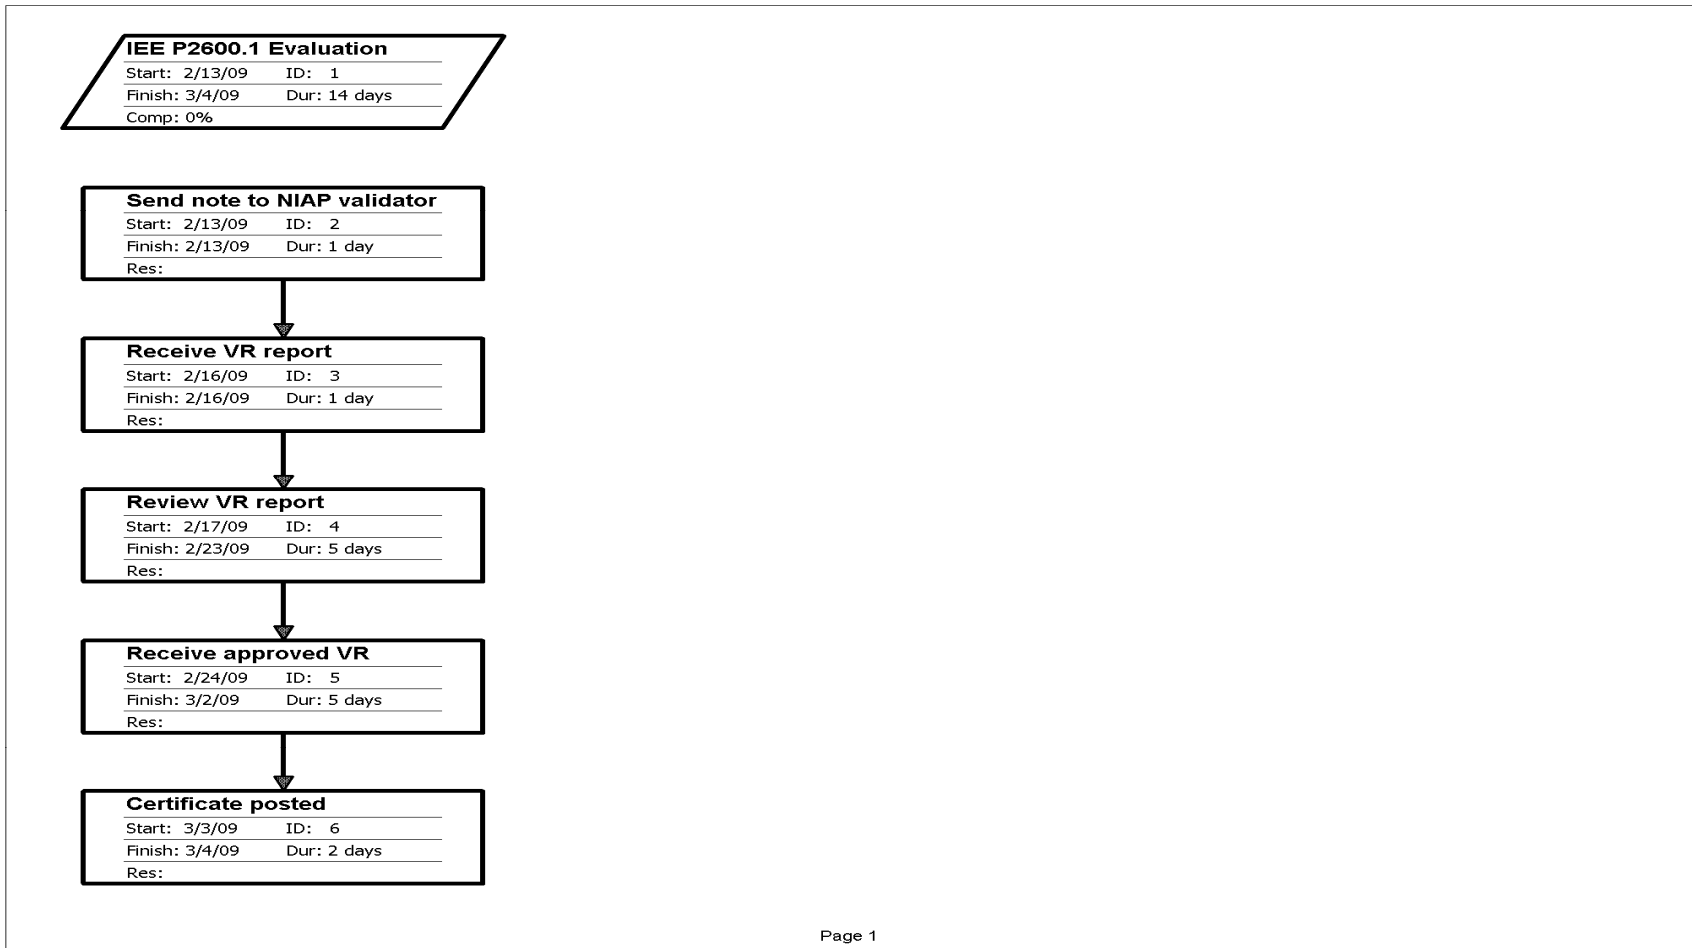 IEE P2600.1 Evaluation
Start: 2/13/09 ID: 1
Finish: 3/4/09 Dur: 14 days
Comp: 0%
Send note to NIAP validator
Start: 2/13/09 ID: 2
Finish: 2/13/09 Dur: 1 day
Res:
Receive VR report
Start: 2/16/09 ID: 3
Finish: 2/16/09 Dur: 1 day
Res:
Review VR report
Start: 2/17/09 ID: 4
Finish: 2/23/09 Dur: 5 days
Res:
Receive approved VR
Start: 2/24/09 ID: 5
Finish: 3/2/09 Dur: 5 days
Res:
Certificate posted
Start: 3/3/09 ID: 6
Finish: 3/4/09 Dur: 2 days
Res:
Page 1